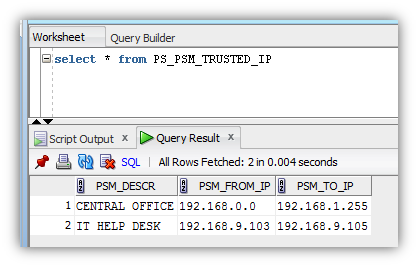 Worksheet Query Builder
select * from PS_PSM_TRUSTED_IP
Script Output x Query Result x
SQL | All Rows Fetched: 2 in 0.004 seconds
PSM_DESCR PSM_FROM_IP PSM_TO_IP
1 CENTRAL OFFICE 192.168.0.0 192.168.1.255
2 IT HELP DESK 192.168.9.103 192.168.9.105